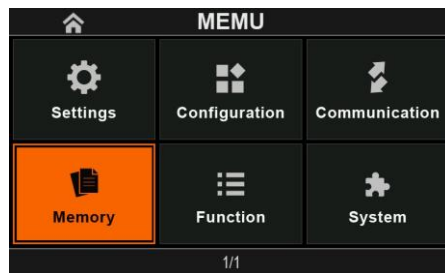 MEMU
Settings
Configuration
Communication
Memory
Function
System
1/1